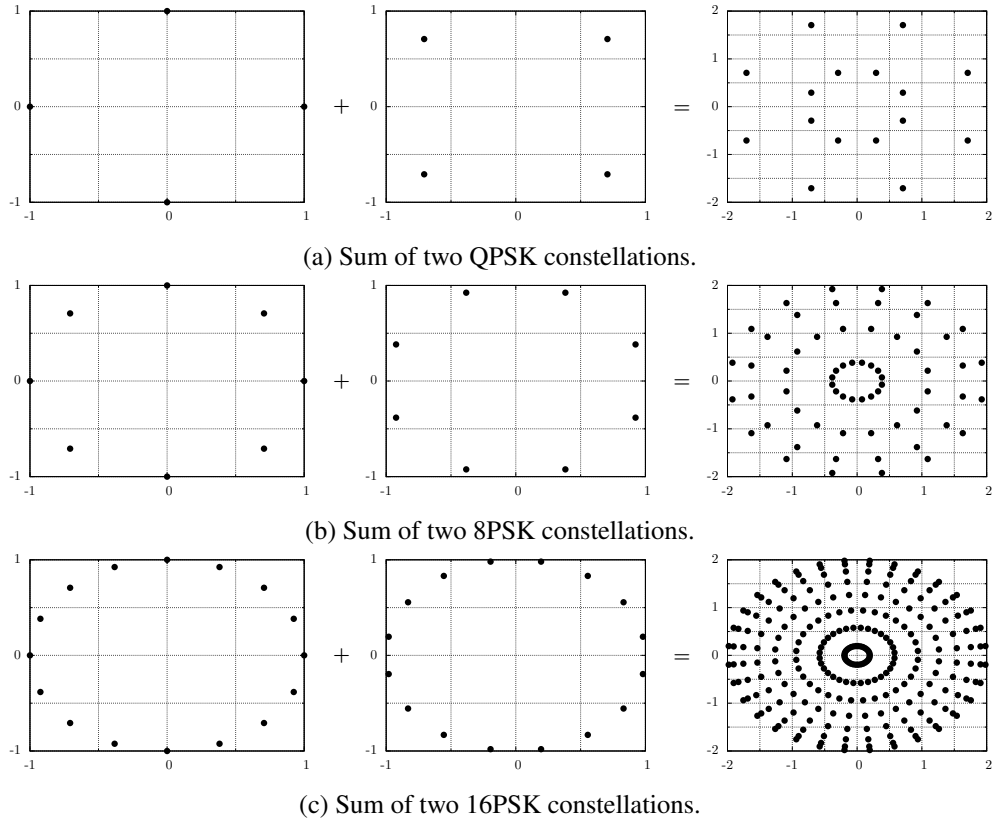 1 1 2
1
0 + 0 = 0
-1
-1 -1 -2
-1 0 1 -1 0 1 -2 -1 0 1 2
(a) Sum of two QPSK constellations.
1 1 2
1
0 + 0 = 0
-1
-1 -1 -2
-1 0 1 -1 0 1 -2 -1 0 1 2
(b) Sum of two 8PSK constellations.
1 1 2
1
0 + 0 = 0
-1
-1 -1 -2
-1 0 1 -1 0 1 -2 -1 0 1 2
(c) Sum of two 16PSK constellations.